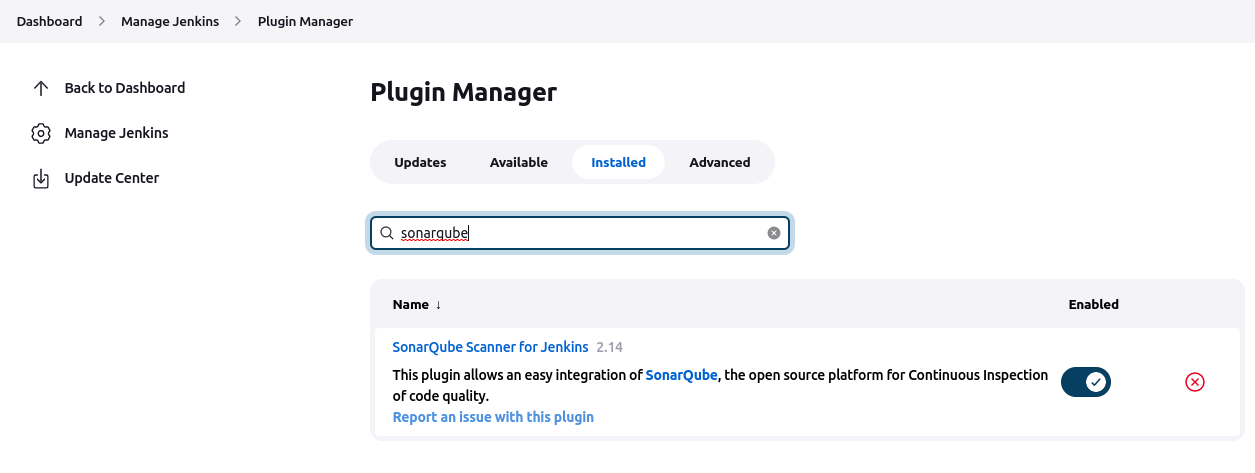 Dashboard > Manage Jenkins > Plugin Manager
Back to Dashboard
Manage Jenkins
Update Center
Plugin Manager
Updates Available Installed Advanced
sonarqube
Name ↓ Enabled
SonarQube Scanner for Jenkins 2.14
This plugin allows an easy integration of SonarQube, the open source platform for Continuous Inspection
of code quality.
Report an issue with this plugin